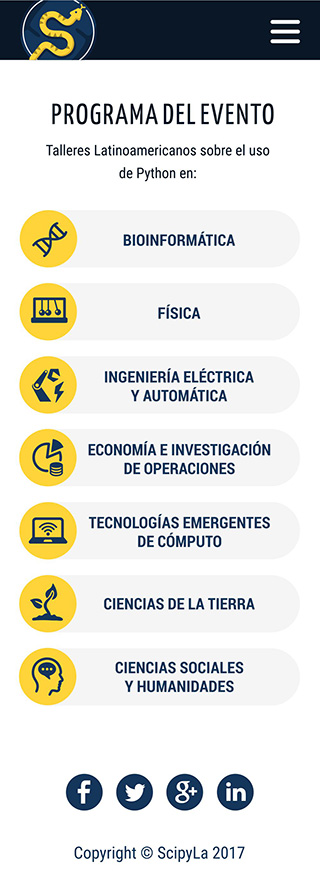 PROGRAMA DEL EVENTO
Talleres Latinoamericanos sobre el uso
de Python en:
BIOINFORMÁTICA
FÍSICA
INGENIERÍA ELÉCTRICA
Y AUTOMÁTICA
ECONOMÍA E INVESTIGACIÓN
DE OPERACIONES
TECNOLOGÍAS EMERGENTES
DE CÓMPUTO
CIENCIAS DE LA TIERRA
CIENCIAS SOCIALES
Y HUMANIDADES
Copyright © ScipyLa 2017